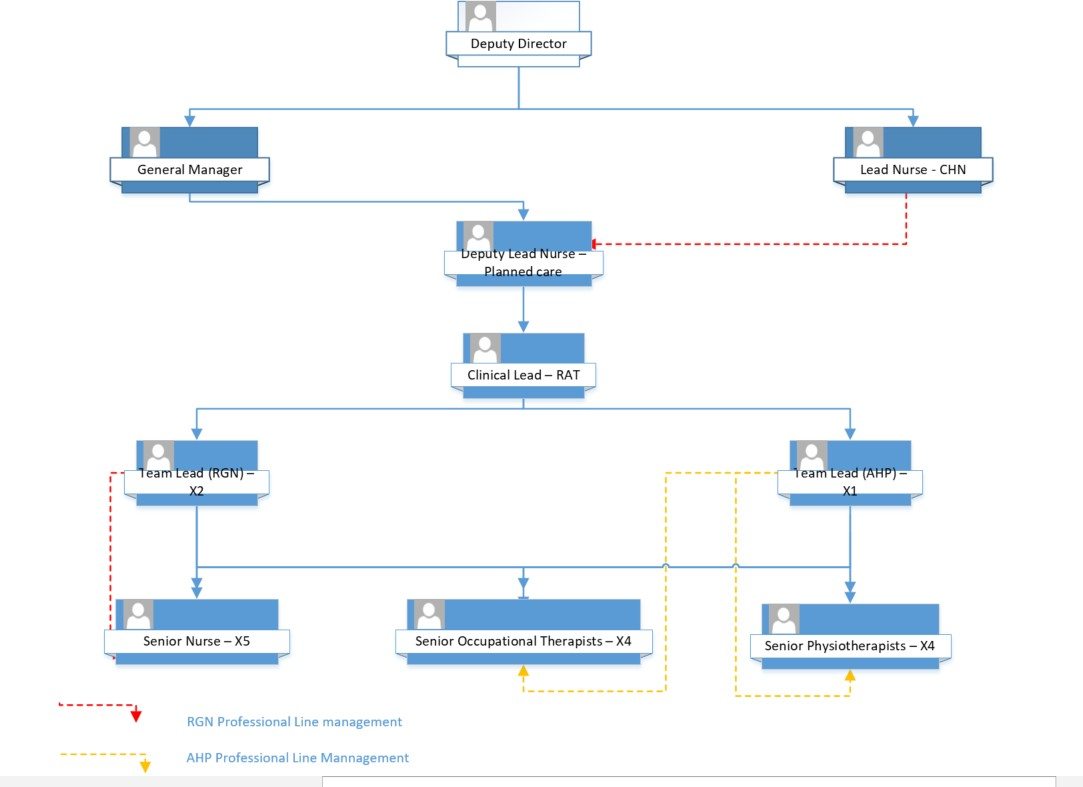 Deputy Director
General Manager
Lead Nurse - CHN
Deputy Lead Nurse –
Planned care
Clinical Lead – RAT
Team Lead (RGN) –
X2
Team Lead (AHP) –
X1
Senior Nurse – X5
Senior Occupational Therapists – X4
Senior Physiotherapists – X4
RGN Professional Line management
AHP Professional Line Mannagement